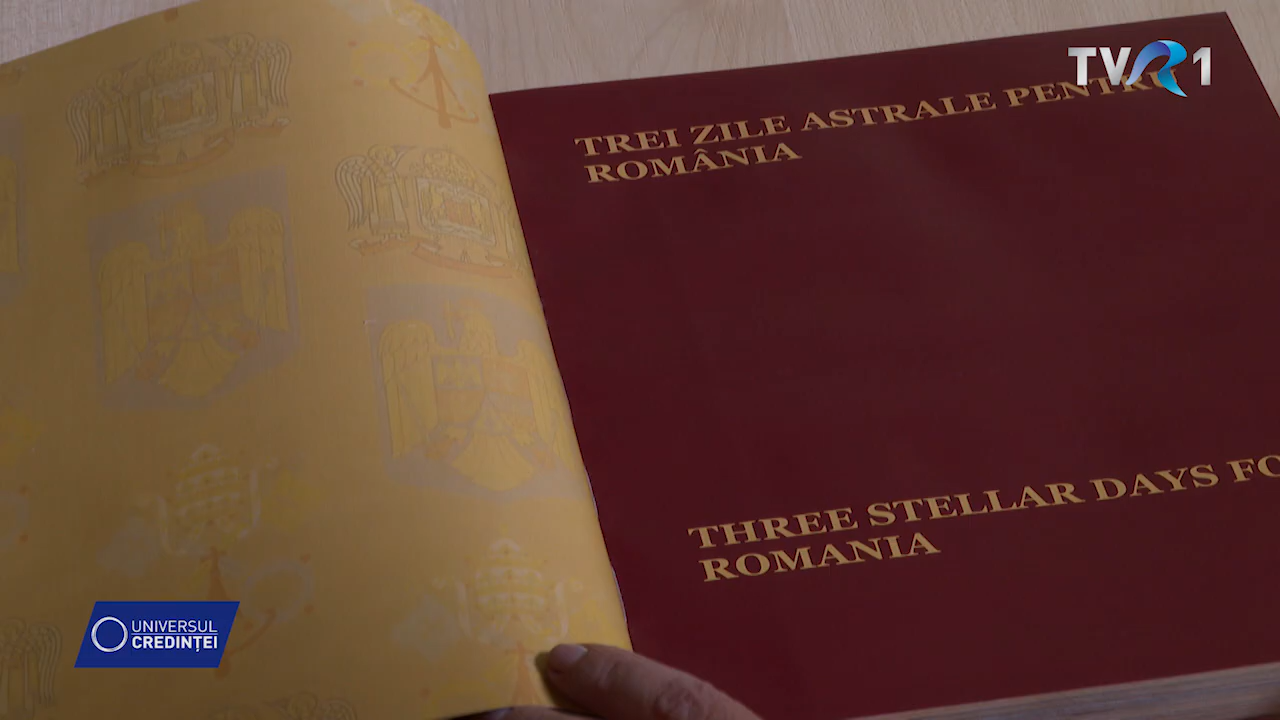 TVR1
TREI ZILE ASTRALE PENTRU
ROMÂNIA
THREE STELLAR DAYS FO
ROMANIA
UNIVERSUL
CREDINȚEI